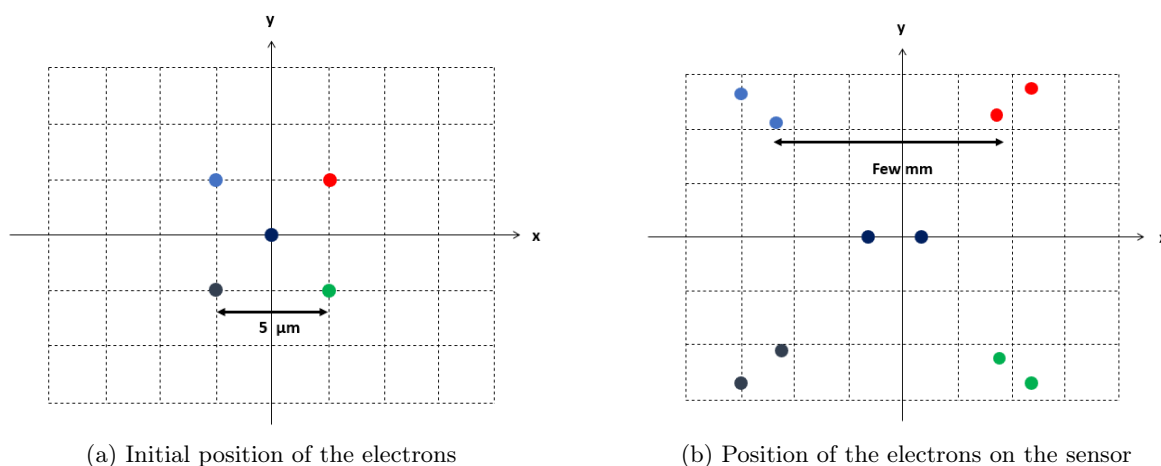 y
x
5 μm
(a) Initial position of the electrons
y
x
Few mm
(b) Position of the electrons on the sensor